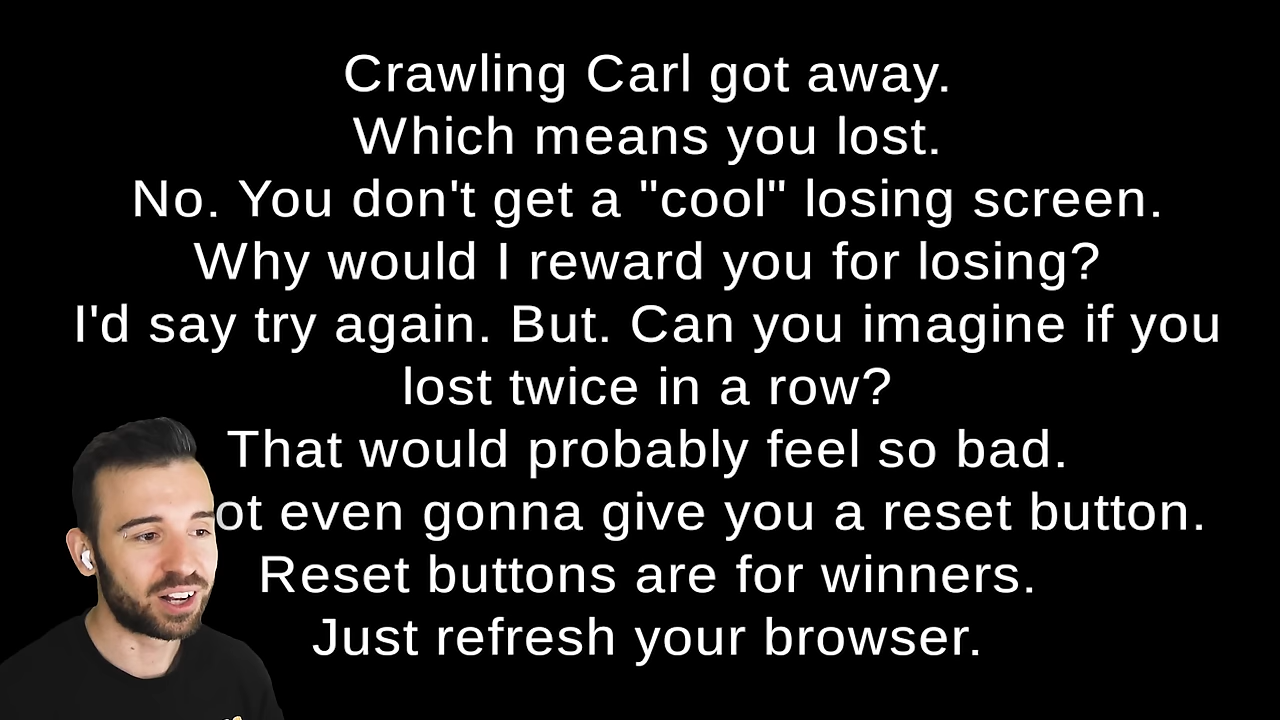 Crawling Carl got away.
Which means you lost.
No. You don't get a "cool" losing screen.
Why would I reward you for losing?
I'd say try again. But. Can you imagine if you
lost twice in a row?
That would probably feel so bad.
even gonna give you a reset button.
Reset buttons are for winners.
Just refresh your browser.